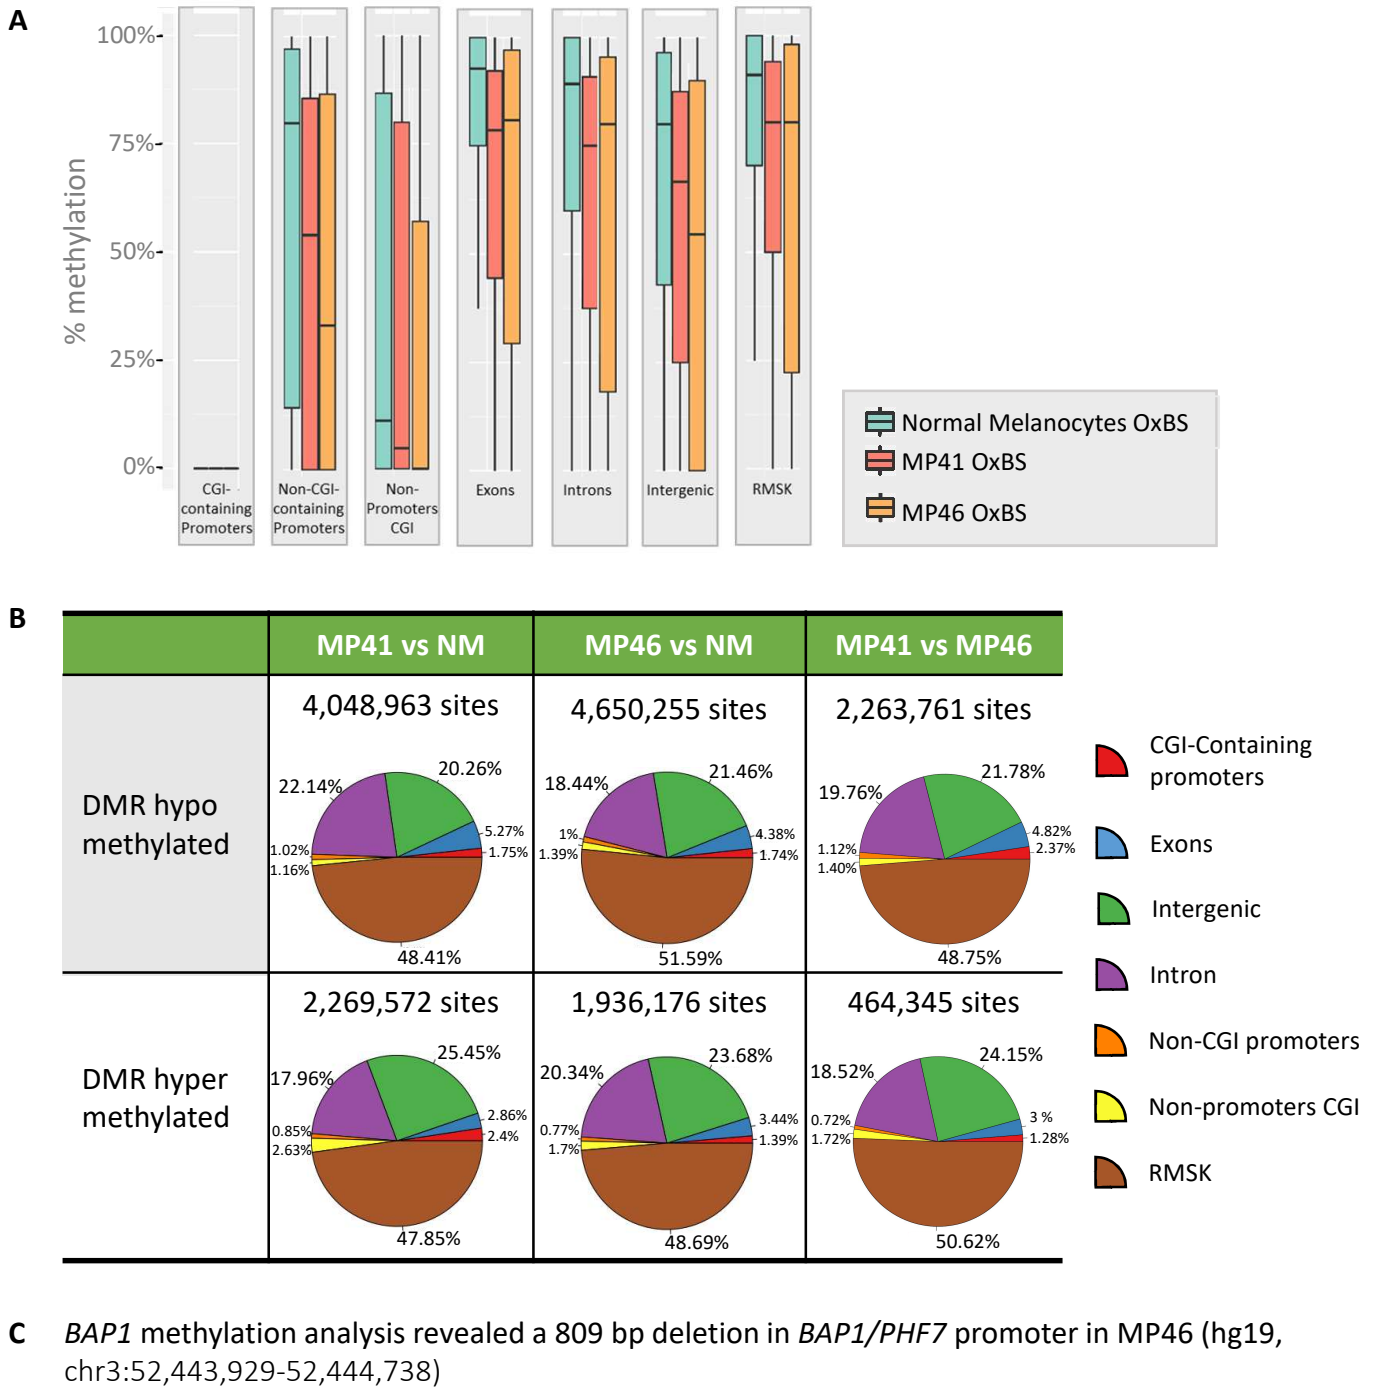 A
100%
75%
50%
25%
0%
% methylation
CGI-
containing
Promoters
Non-CGI-
containing
Promoters
Non-
Promoters
CGI
Exons
Introns
Intergenic
RMSK
Normal Melanocytes OxBS
MP41 OxBS
MP46 OxBS
B
MP41 vs NM
MP46 vs NM
MP41 vs MP46
DMR hypo
methylated
4,048,963 sites
22.14%
20.26%
5.27%
1.75%
1.02%
1.16%
48.41%
4,650,255 sites
18.44%
21.46%
4.38%
1.74%
1%
1.39%
51.59%
2,263,761 sites
19.76%
21.78%
4.82%
2.37%
1.12%
1.40%
48.75%
DMR hyper
methylated
2,269,572 sites
17.96%
25.45%
2.86%
2.4%
0.85%
2.63%
47.85%
1,936,176 sites
20.34%
23.68%
3.44%
1.39%
0.77%
1.7%
48.69%
464,345 sites
18.52%
24.15%
3 %
1.28%
0.72%
1.72%
50.62%
CGI-Containing
promoters
Exons
Intergenic
Intron
Non-CGI promoters
Non-promoters CGI
RMSK
C BAP1 methylation analysis revealed a 809 bp deletion in BAP1/PHF7 promoter in MP46 (hg19,
chr3:52,443,929-52,444,738)